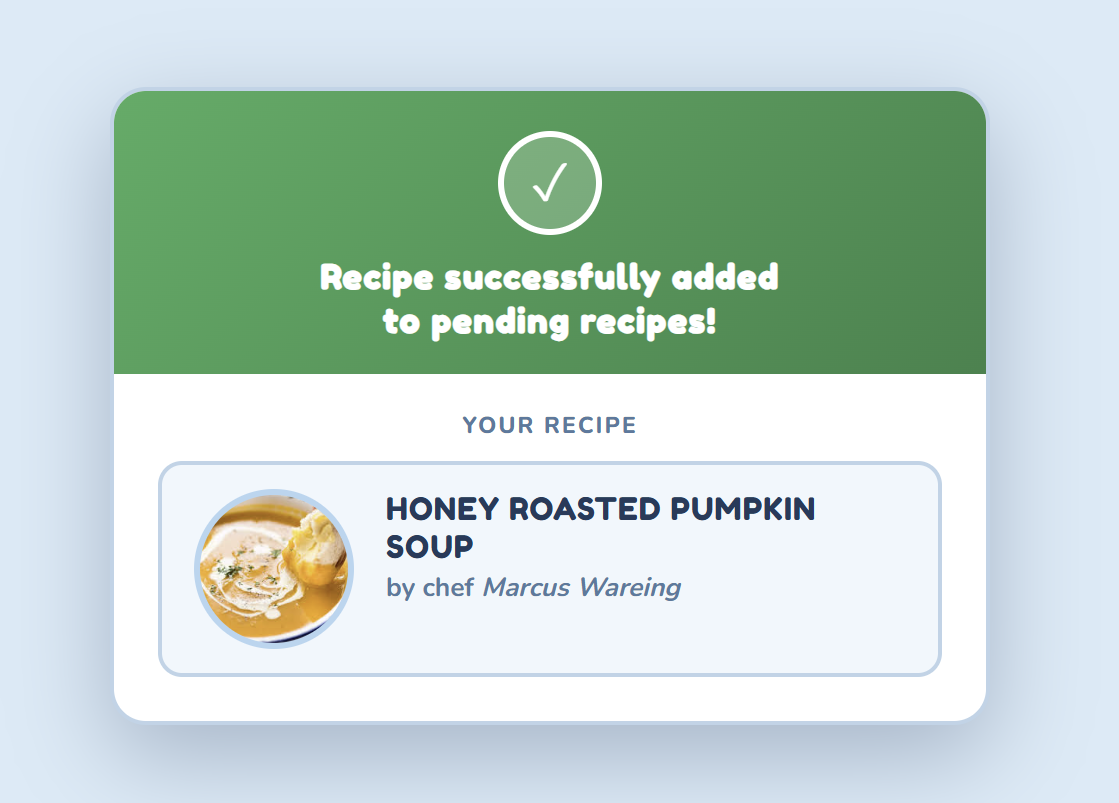 ✓
Recipe successfully added
to pending recipes!
YOUR RECIPE
HONEY ROASTED PUMPKIN
SOUP
by chef Marcus Wareing